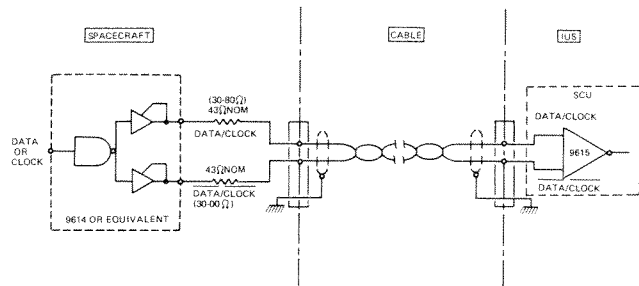 SPACECRAFT
CABLE
IUS
SCU
(30-80Ω)
43ΩNOM
DATA/CLOCK
DATA/CLOCK
DATA
OR
CLOCK
9615
43ΩNOM
DATA/CLOCK
(30-00Ω)
DATA/CLOCK
9614 OR EQUIVALENT